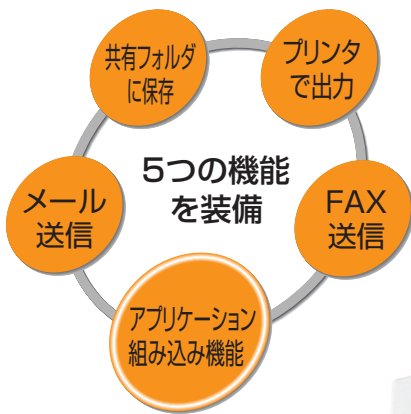 共有フォルダ
に保存
プリンタ
で出力
5つの機能
を装備
メール
送信
FAX
送信
アプリケーション
組み込み機能